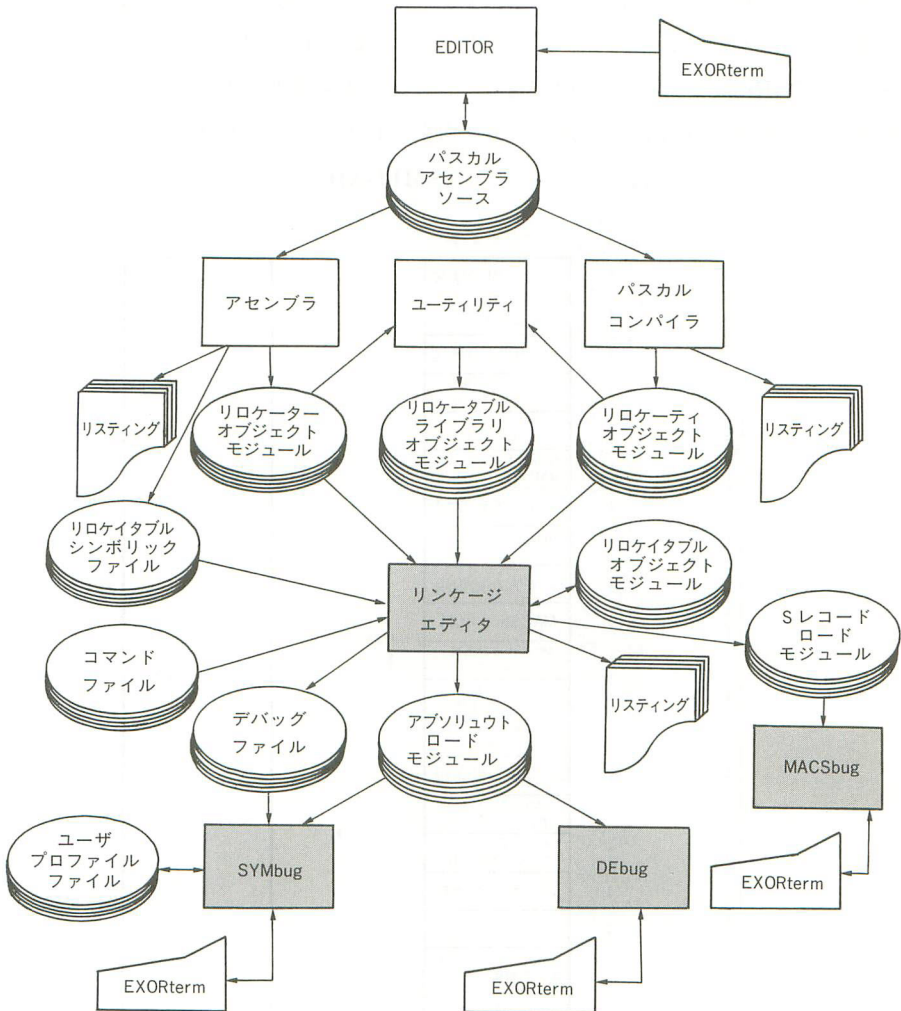 EDITOR
EXORterm
パスカル
アセンブラ
ソース
アセンブラ
ユーティリティ
パスカル
コンパイラ
リスティング
リロケーター
オブジェクト
モジュール
リロケータブル
ライブラリ
オブジェクト
モジュール
リロケーティ
オブジェクト
モジュール
リスティング
リロケイタブル
シンボリック
ファイル
リンケージ
エディタ
リロケイタブル
オブジェクト
モジュール
Sレコード
ロード
モジュール
コマンド
ファイル
デバッグ
ファイル
アブソリュウト
ロード
モジュール
リスティング
MACSbug
ユーザ
プロファイル
ファイル
SYMbug
DEbug
EXORterm
EXORterm
EXORterm